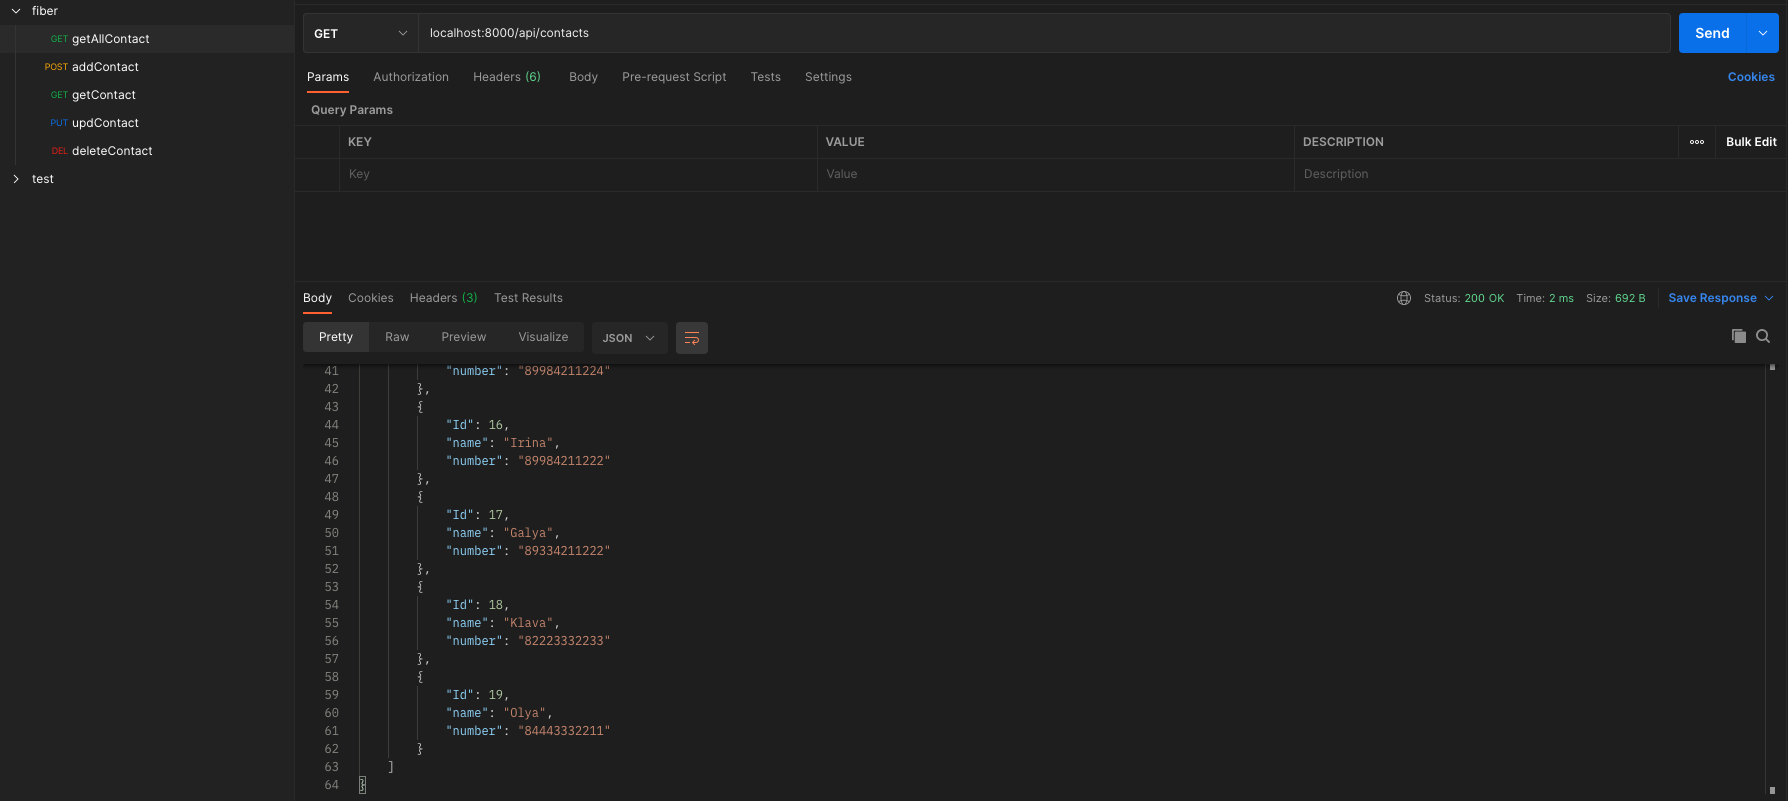 fiber
GET getAllContact
POST addContact
GET getContact
PUT updContact
DEL deleteContact
test
GET localhost:8000/api/contacts Send
Params Authorization Headers (6) Body Pre-request Script Tests Settings Cookies
Query Params
KEY VALUE DESCRIPTION Bulk Edit
Key Value Description
Body Cookies Headers (3) Test Results Status: 200 OK Time: 2 ms Size: 692 B Save Response
Pretty Raw Preview Visualize JSON
41 "number": "89984211224"
42 },
43 {
44 "Id": 16,
45 "name": "Irina",
46 "number": "89984211222"
47 },
48 {
49 "Id": 17,
50 "name": "Galya",
51 "number": "89334211222"
52 },
53 {
54 "Id": 18,
55 "name": "Klava",
56 "number": "82223332233"
57 },
58 {
59 "Id": 19,
60 "name": "Olya",
61 "number": "84443332211"
62 }
63 ]
64 }